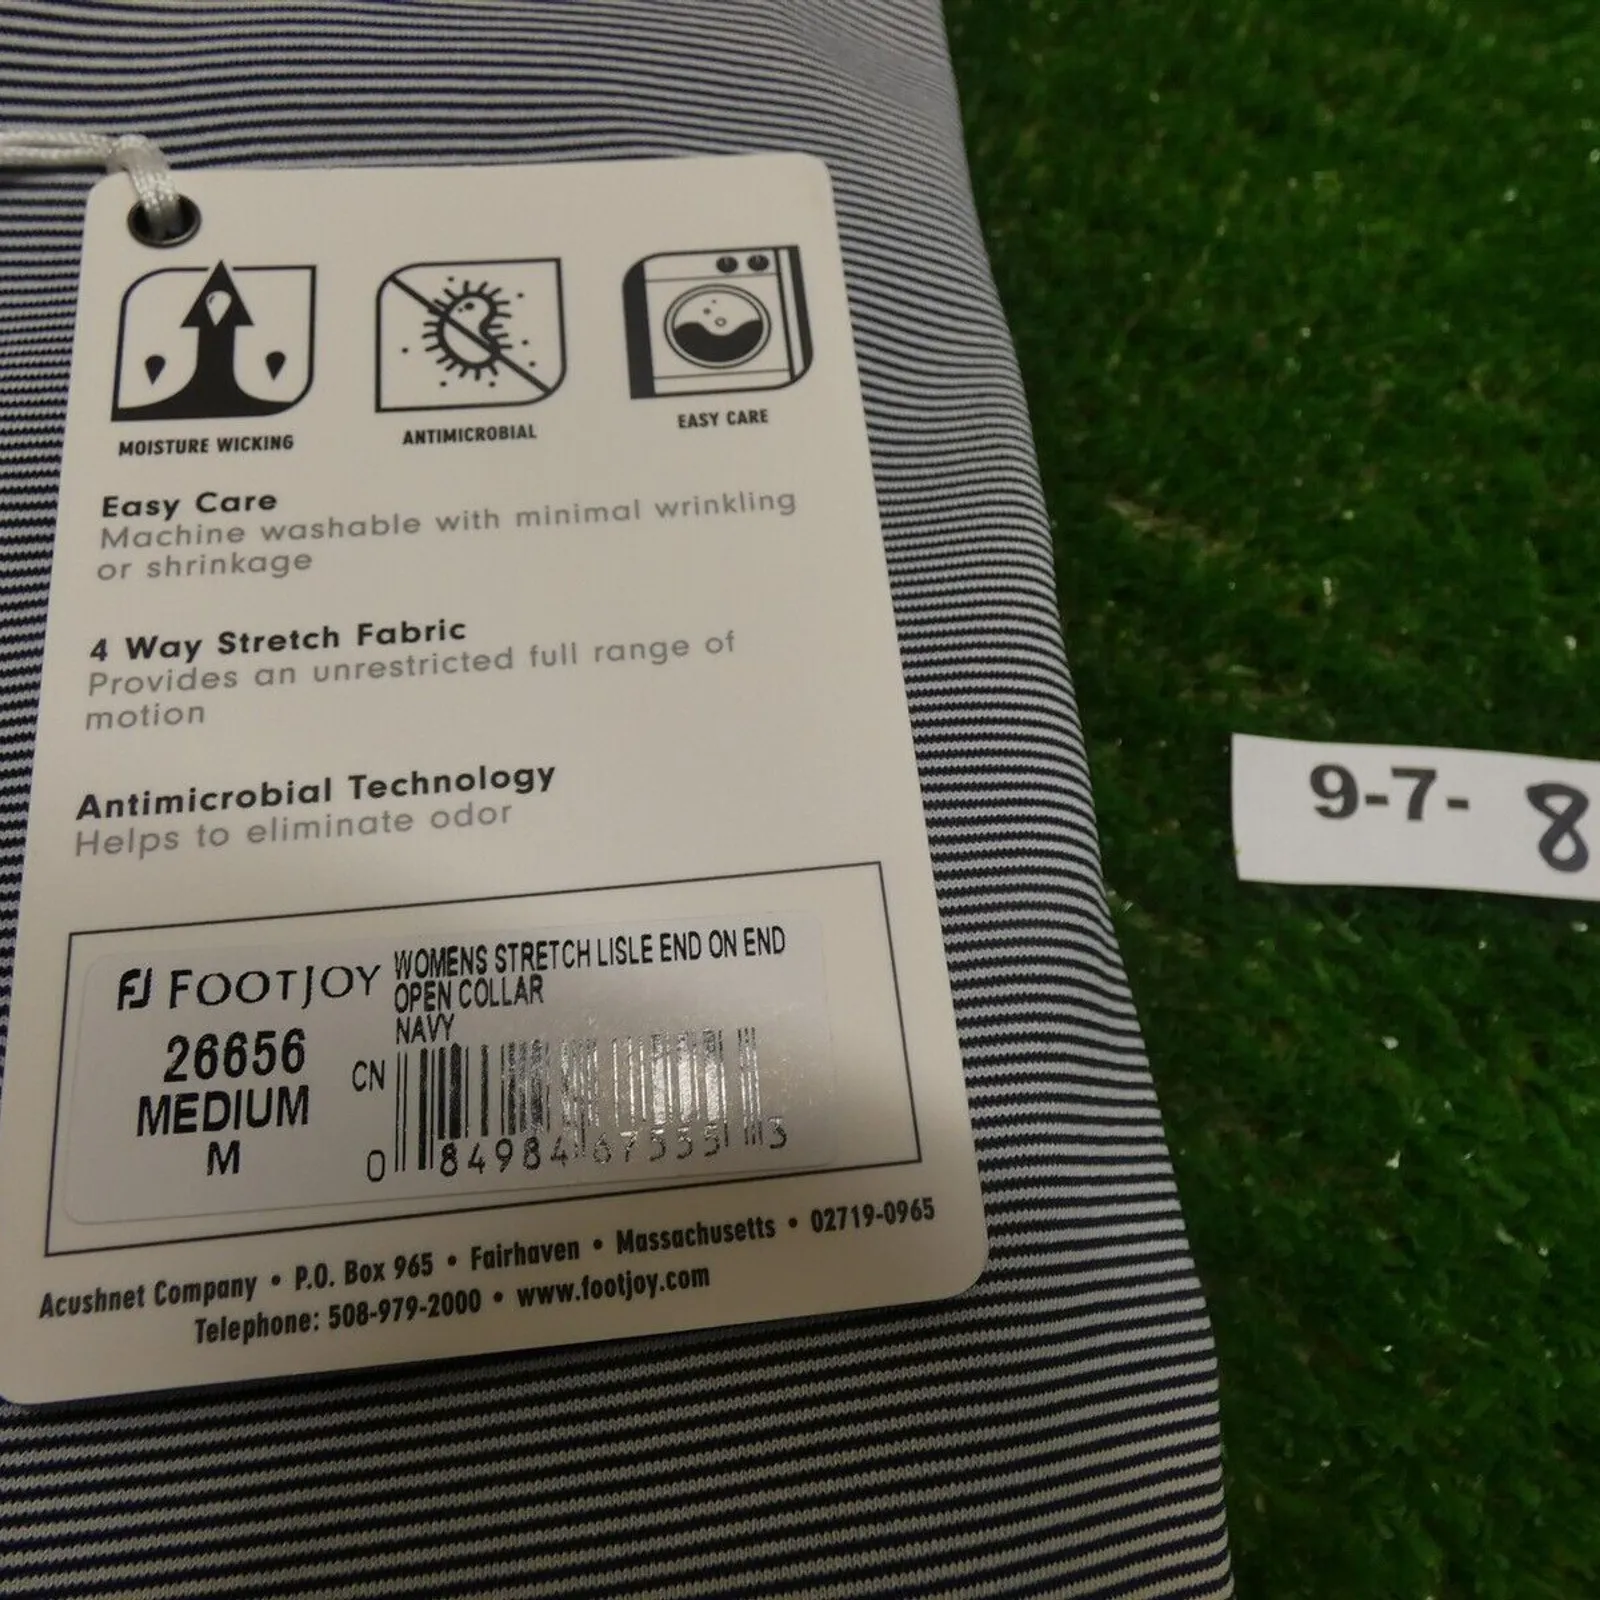 MOISTURE WICKING
ANTIMICROBIAL
EASY CARE
Easy Care
Machine washable with minimal wrinkling
or shrinkage
4 Way Stretch Fabric
Provides an unrestricted full range of
motion
Antimicrobial Technology
Helps to eliminate odor
FJ FOOTJOY
WOMENS STRETCH LISLE END ON END
OPEN COLLAR
NAVY
26656
MEDIUM
M
CN
0 84984 67555 3
Acushnet Company • P.O. Box 965 • Fairhaven • Massachusetts • 02719-0965
Telephone: 508-979-2000 • www.footjoy.com
9-7- 8